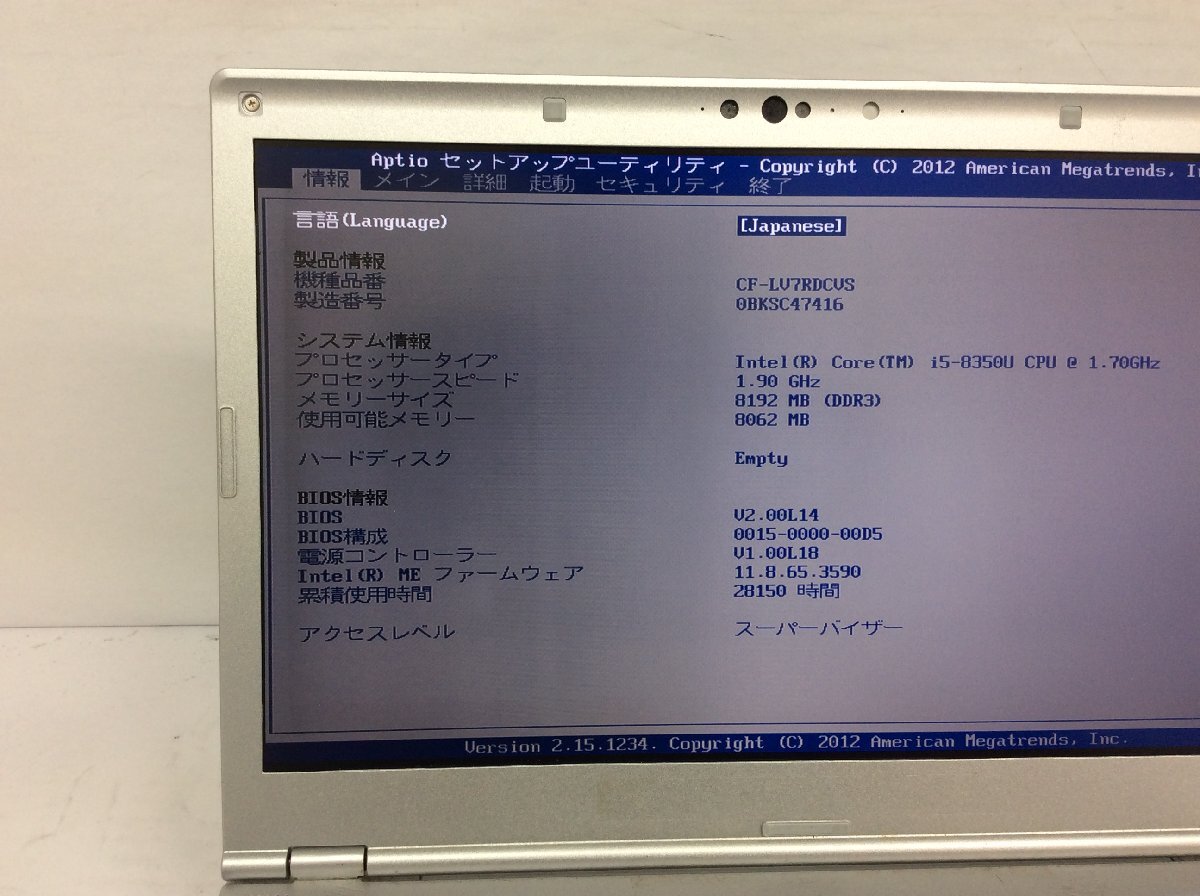 Aptio セットアップユーティリティ - Copyright (C) 2012 American Megatrends,
情報 メイン 詳細 起動 セキュリティ 終了
言語(Language) [Japanese]
製品情報
機種品番 CF-LV7RDCVS
製造番号 0BKSC47416
システム情報
プロセッサータイプ Intel(R) Core(TM) i5-8350U CPU @ 1.70GHz
プロセッサースピード 1.90 GHz
メモリーサイズ 8192 MB (DDR3)
使用可能メモリー 8062 MB
ハードディスク Empty
BIOS情報
BIOS V2.00L14
BIOS構成 0015-0000-00D5
電源コントローラー V1.00L18
Intel(R) ME ファームウェア 11.8.65.3590
累積使用時間 28150 時間
アクセスレベル スーパーバイザー
Version 2.15.1234. Copyright (C) 2012 American Megatrends, Inc.